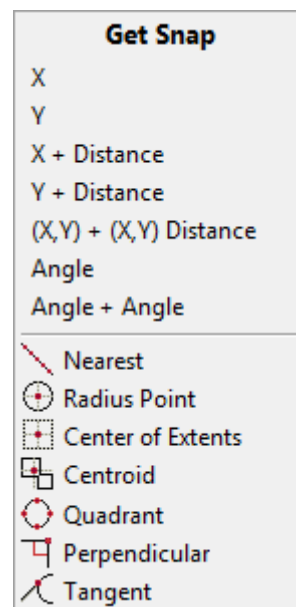 Get Snap
X
Y
X + Distance
Y + Distance
(X,Y) + (X,Y) Distance
Angle
Angle + Angle
Nearest
Radius Point
Center of Extents
Centroid
Quadrant
Perpendicular
Tangent